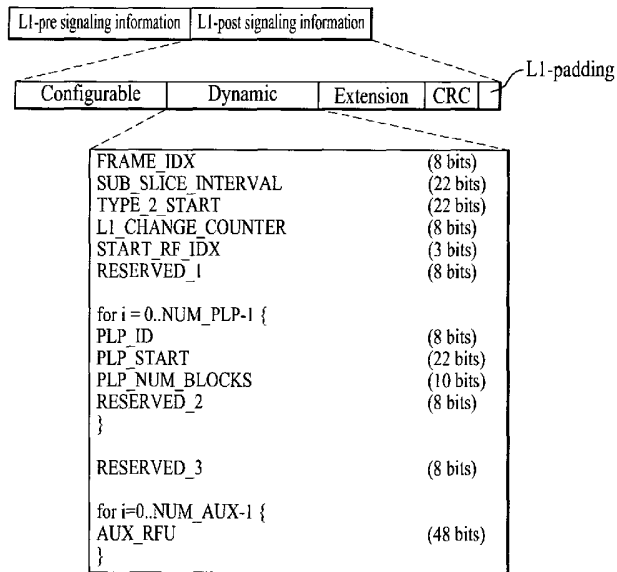 L1-pre signaling information L1-post signaling information
L1-padding
Configurable Dynamic Extension CRC
FRAME_IDX (8 bits)
SUB_SLICE_INTERVAL (22 bits)
TYPE_2_START (22 bits)
L1_CHANGE_COUNTER (8 bits)
START_RF_IDX (3 bits)
RESERVED_1 (8 bits)
for i = 0..NUM_PLP-1 {
PLP_ID (8 bits)
PLP_START (22 bits)
PLP_NUM_BLOCKS (10 bits)
RESERVED_2 (8 bits)
}
RESERVED_3 (8 bits)
for i=0..NUM_AUX-1 {
AUX_RFU (48 bits)
}